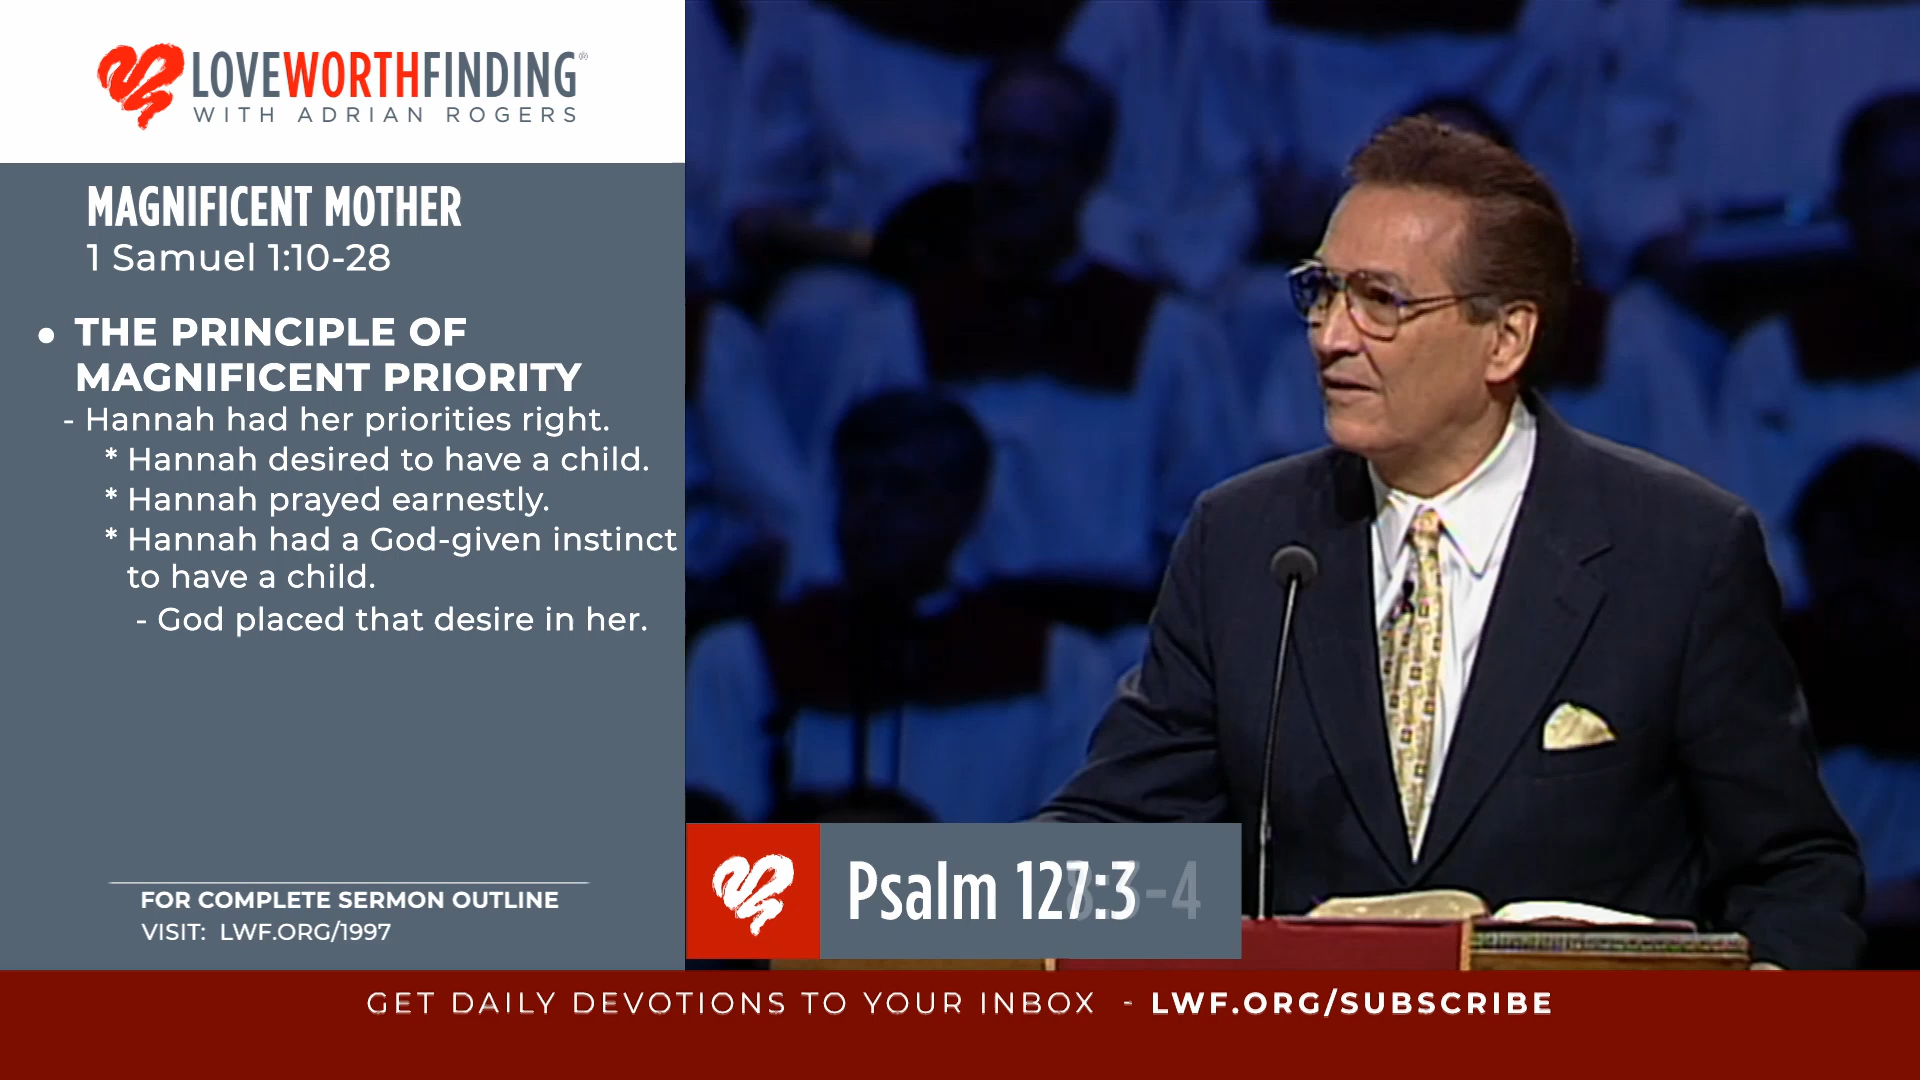 LOVEWORTHFINDING®
WITH ADRIAN ROGERS
MAGNIFICENT MOTHER
1 Samuel 1:10-28
• THE PRINCIPLE OF
MAGNIFICENT PRIORITY
- Hannah had her priorities right.
* Hannah desired to have a child.
* Hannah prayed earnestly.
* Hannah had a God-given instinct
to have a child.
- God placed that desire in her.
FOR COMPLETE SERMON OUTLINE
VISIT: LWF.ORG/1997
Psalm 127:3
GET DAILY DEVOTIONS TO YOUR INBOX - LWF.ORG/SUBSCRIBE